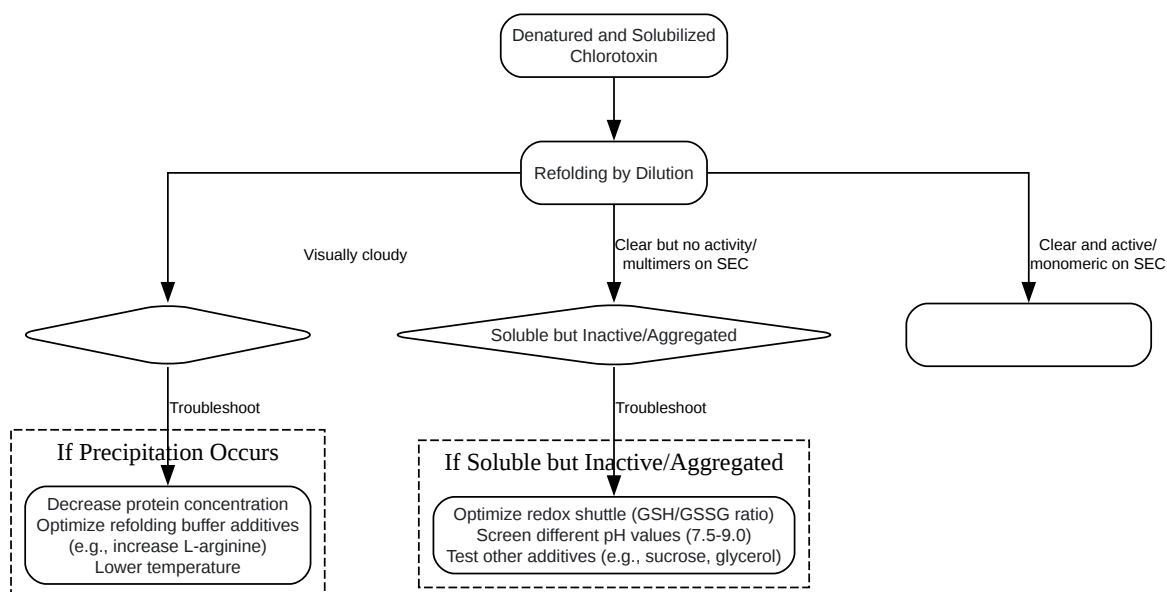 Denatured and Solubilized
Chlorotoxin
Refolding by Dilution
Visually cloudy
Clear but no activity/
multimers on SEC
Clear and active/
monomeric on SEC
Soluble but Inactive/Aggregated
Troubleshoot
Troubleshoot
If Precipitation Occurs
Decrease protein concentration
Optimize refolding buffer additives
(e.g., increase L-arginine)
Lower temperature
If Soluble but Inactive/Aggregated
Optimize redox shuttle (GSH/GSSG ratio)
Screen different pH values (7.5-9.0)
Test other additives (e.g., sucrose, glycerol)